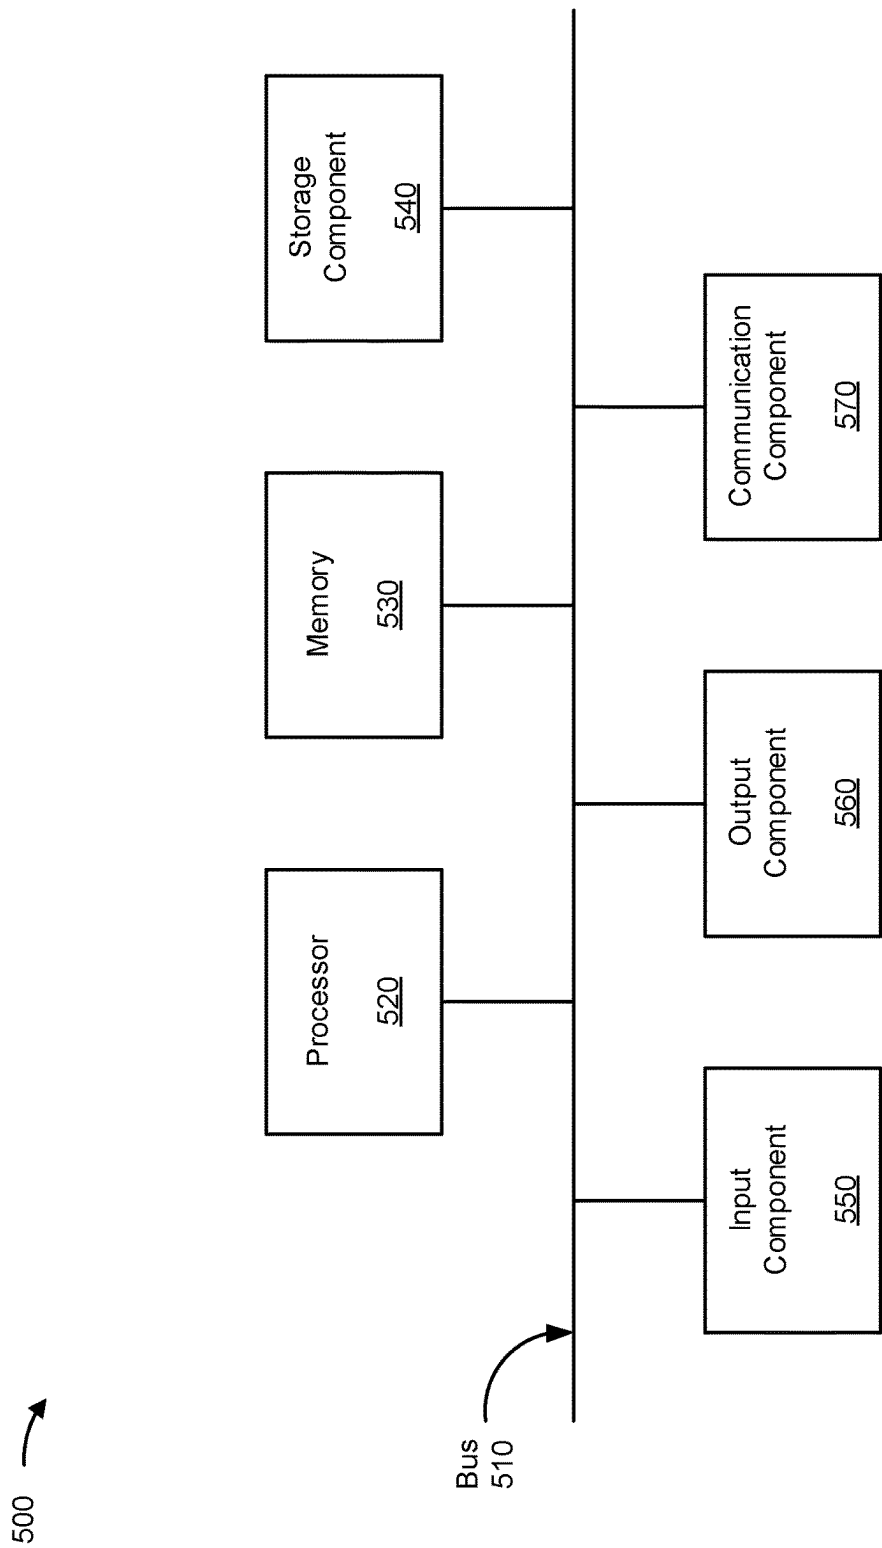 500
Bus
510
Processor
520
Memory
530
Storage
Component
540
Input
Component
550
Output
Component
560
Communication
Component
570